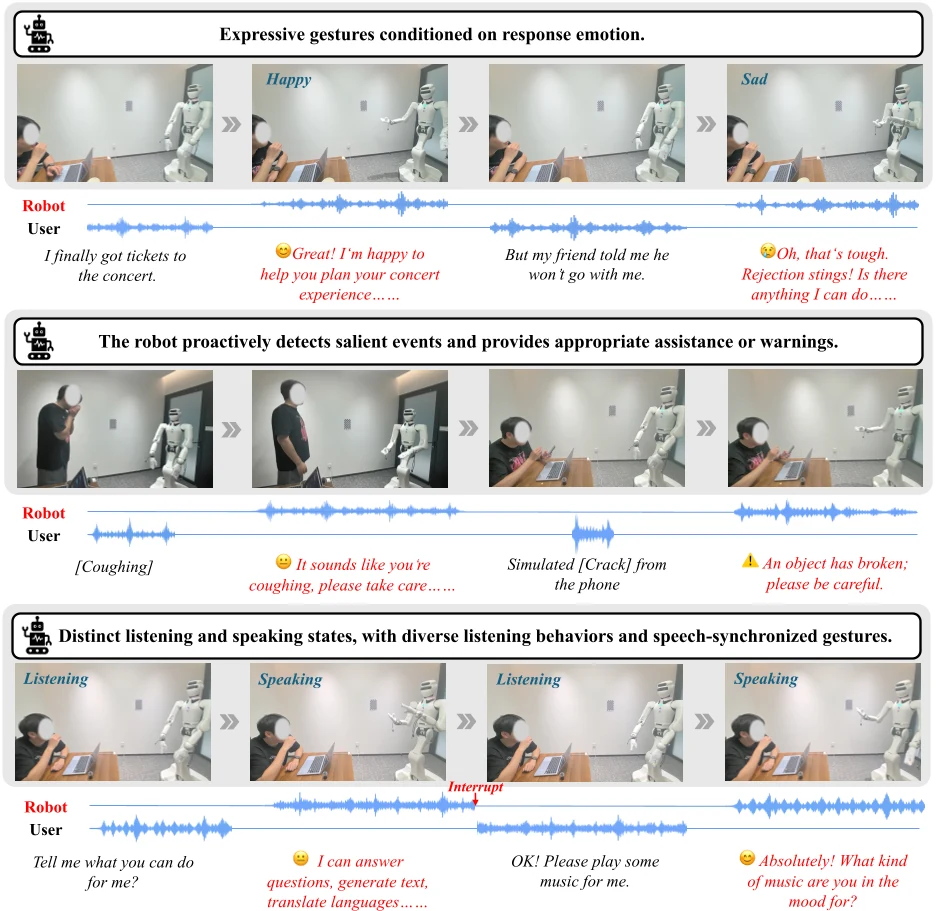 Expressive gestures conditioned on response emotion.
Happy
Sad
Robot
User
I finally got tickets to
the concert.
😊Great! I'm happy to
help you plan your concert
experience……
But my friend told me he
won't go with me.
😢Oh, that's tough.
Rejection stings! Is there
anything I can do……
The robot proactively detects salient events and provides appropriate assistance or warnings.
Robot
User
[Coughing]
😐 It sounds like you're
coughing, please take care……
Simulated [Crack] from
the phone
⚠️ An object has broken;
please be careful.
Distinct listening and speaking states, with diverse listening behaviors and speech-synchronized gestures.
Listening
Speaking
Listening
Speaking
Interrupt
Robot
User
Tell me what you can do
for me?
😐 I can answer
questions, generate text,
translate languages……
OK! Please play some
music for me.
😊 Absolutely! What kind
of music are you in the
mood for?